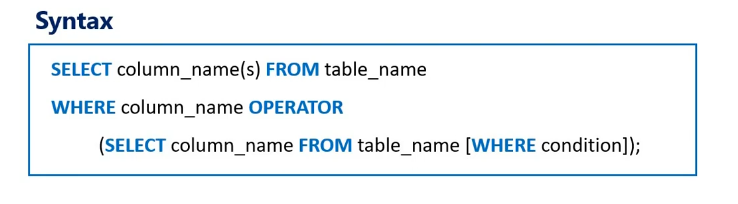 Syntax
SELECT column_name(s) FROM table_name
WHERE column_name OPERATOR
(SELECT column_name FROM table_name [WHERE condition]);